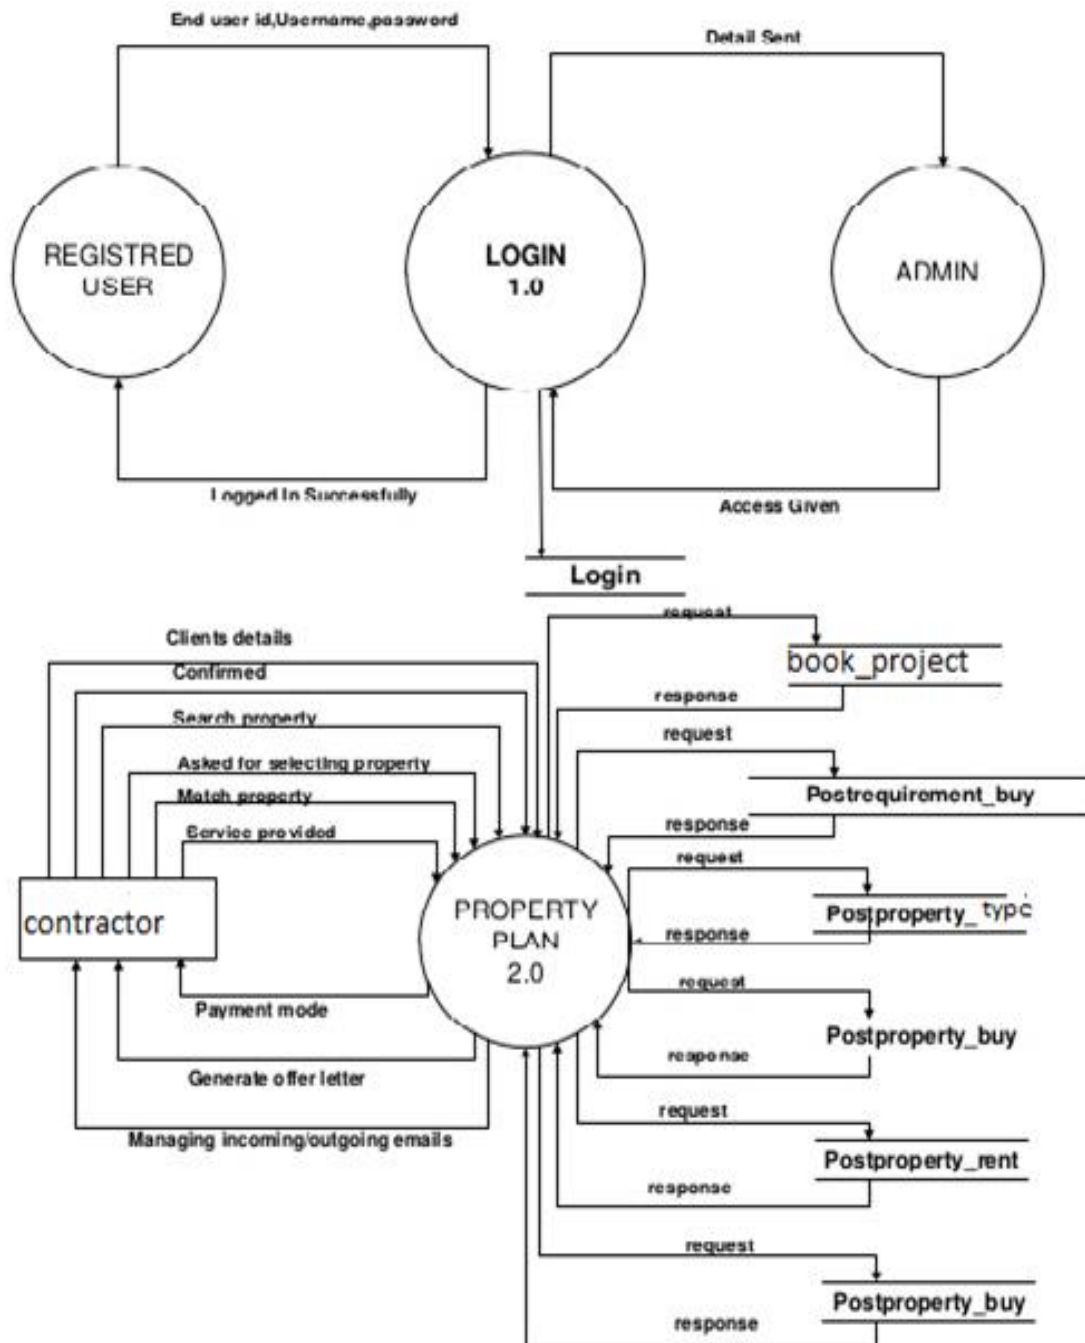 End user id,Username,password
Detail Sent
REGISTRED
USER
LOGIN
1.0
ADMIN
Logged In Successfully
Access Given
Login
request
Clients details
Confirmed
book_project
response
Search property
request
Asked for selecting property
Match property
Postrequirement_buy
Service provided
response
request
contractor
PROPERTY
PLAN
2.0
Postproperty_ type
response
request
Payment mode
Postproperty_buy
response
Generate offer letter
request
Managing incoming/outgoing emails
Postproperty_rent
response
request
Postproperty_buy
response